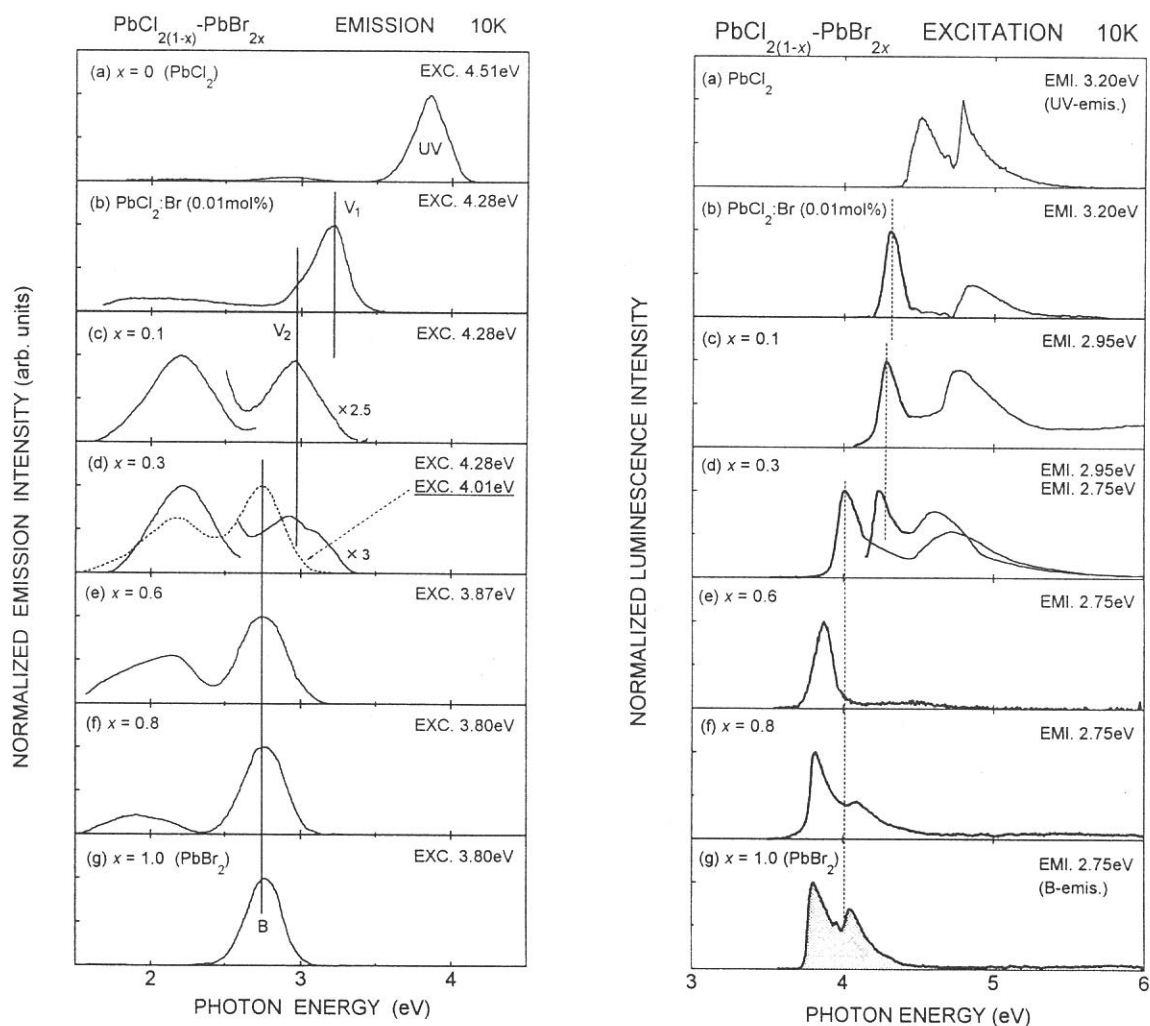 PbCl2(1-x)-PbBr2x EMISSION 10K
(a) x = 0 (PbCl2) EXC. 4.51eV
UV
(b) PbCl2:Br (0.01mol%) V1 EXC. 4.28eV
V2
(c) x = 0.1 EXC. 4.28eV
×2.5
(d) x = 0.3 EXC. 4.28eV
EXC. 4.01eV
×3
(e) x = 0.6 EXC. 3.87eV
(f) x = 0.8 EXC. 3.80eV
(g) x = 1.0 (PbBr2) EXC. 3.80eV
B
2 3 4
PHOTON ENERGY (eV)
NORMALIZED EMISSION INTENSITY (arb. units)
PbCl2(1-x)-PbBr2x EXCITATION 10K
(a) PbCl2 EMI. 3.20eV
(UV-emis.)
(b) PbCl2:Br (0.01mol%) EMI. 3.20eV
(c) x = 0.1 EMI. 2.95eV
(d) x = 0.3 EMI. 2.95eV
EMI. 2.75eV
(e) x = 0.6 EMI. 2.75eV
(f) x = 0.8 EMI. 2.75eV
(g) x = 1.0 (PbBr2) EMI. 2.75eV
(B-emis.)
3 4 5 6
PHOTON ENERGY (eV)
NORMALIZED LUMINESCENCE INTENSITY